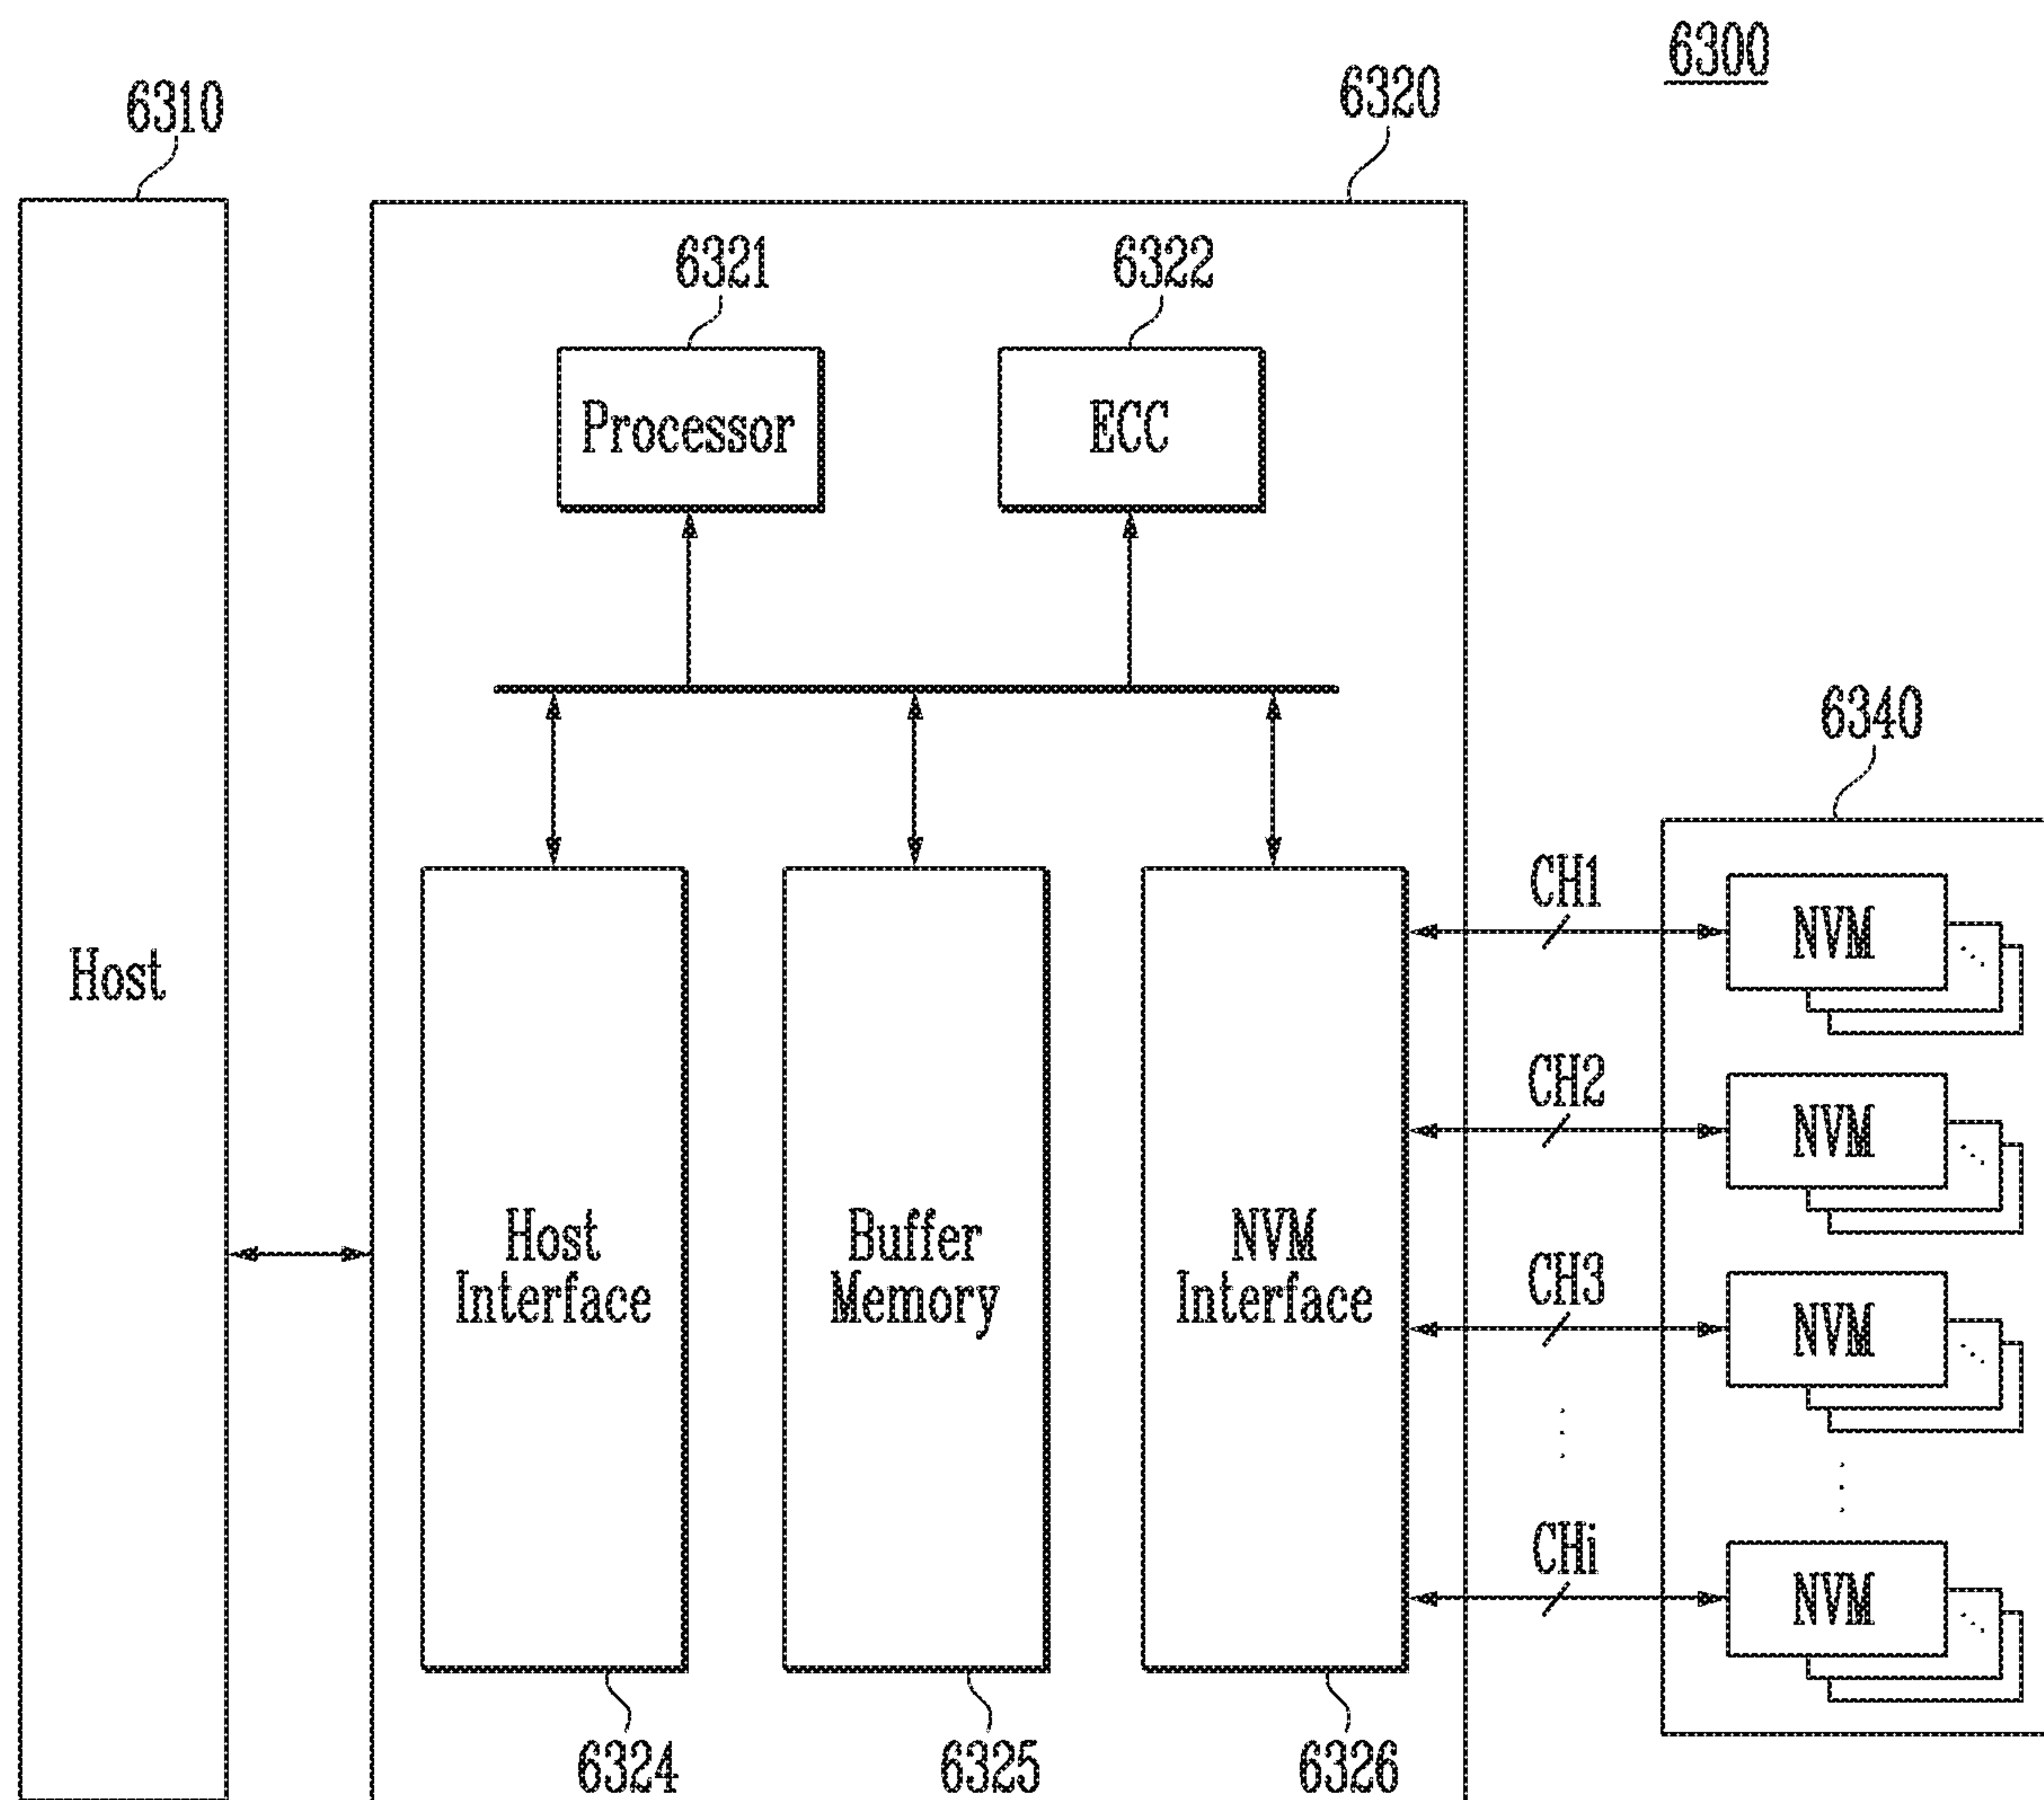 6300
6310
6320
6321
6322
Processor
ECC
6340
CH1
NVM
Host
CH2
NVM
Host
Interface
Buffer
Memory
NVM
Interface
CH3
NVM
CHi
NVM
6324
6325
6326